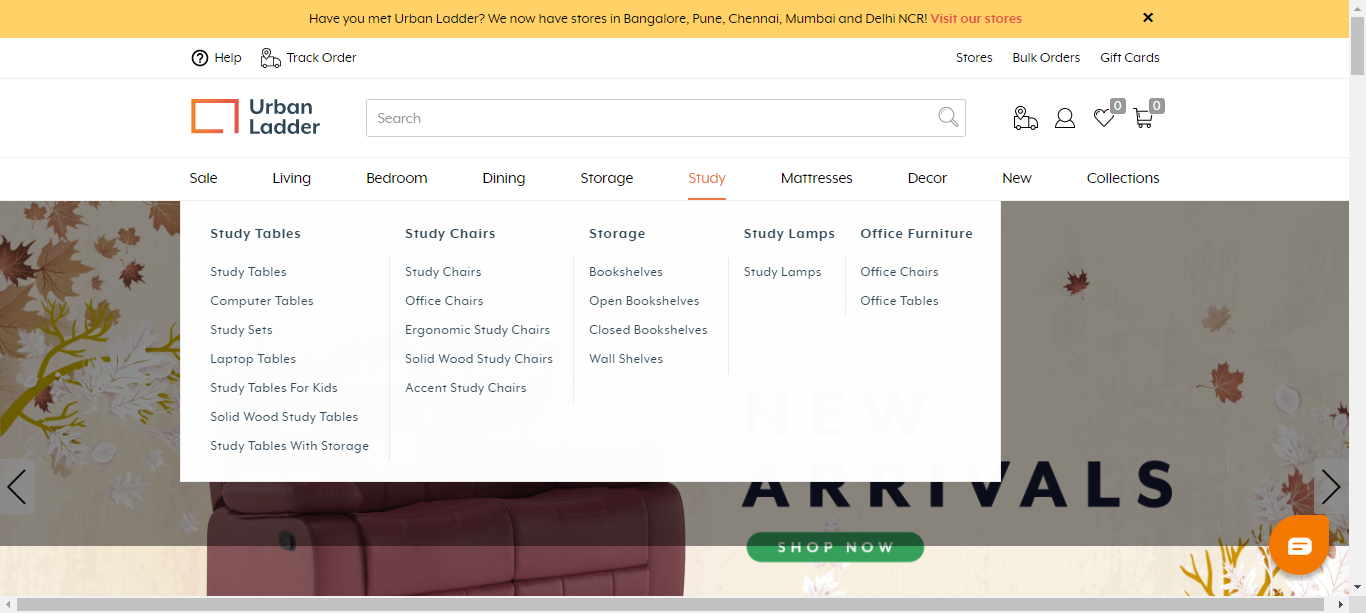 Have you met Urban Ladder? We now have stores in Bangalore, Pune, Chennai, Mumbai and Delhi NCR! Visit our stores
Help Track Order Stores Bulk Orders Gift Cards
Urban
Ladder
Search
0 0
Sale Living Bedroom Dining Storage Study Mattresses Decor New Collections
Study Tables
Study Tables
Computer Tables
Study Sets
Laptop Tables
Study Tables For Kids
Solid Wood Study Tables
Study Tables With Storage
Study Chairs
Study Chairs
Office Chairs
Ergonomic Study Chairs
Solid Wood Study Chairs
Accent Study Chairs
Storage
Bookshelves
Open Bookshelves
Closed Bookshelves
Wall Shelves
Study Lamps
Study Lamps
Office Furniture
Office Chairs
Office Tables
NEW
ARRIVALS
SHOP NOW